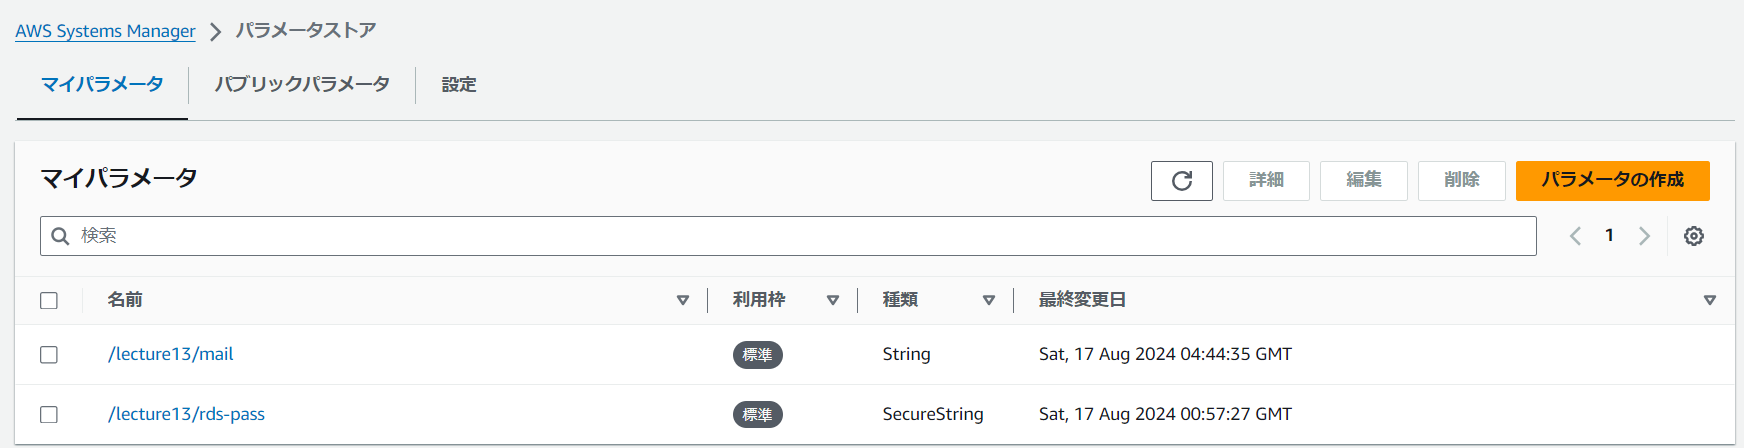 AWS Systems Manager > パラメータストア
マイパラメータ パブリックパラメータ 設定
マイパラメータ 詳細 編集 削除 パラメータの作成
検索 1
名前 利用枠 種類 最終変更日
/lecture13/mail 標準 String Sat, 17 Aug 2024 04:44:35 GMT
/lecture13/rds-pass 標準 SecureString Sat, 17 Aug 2024 00:57:27 GMT